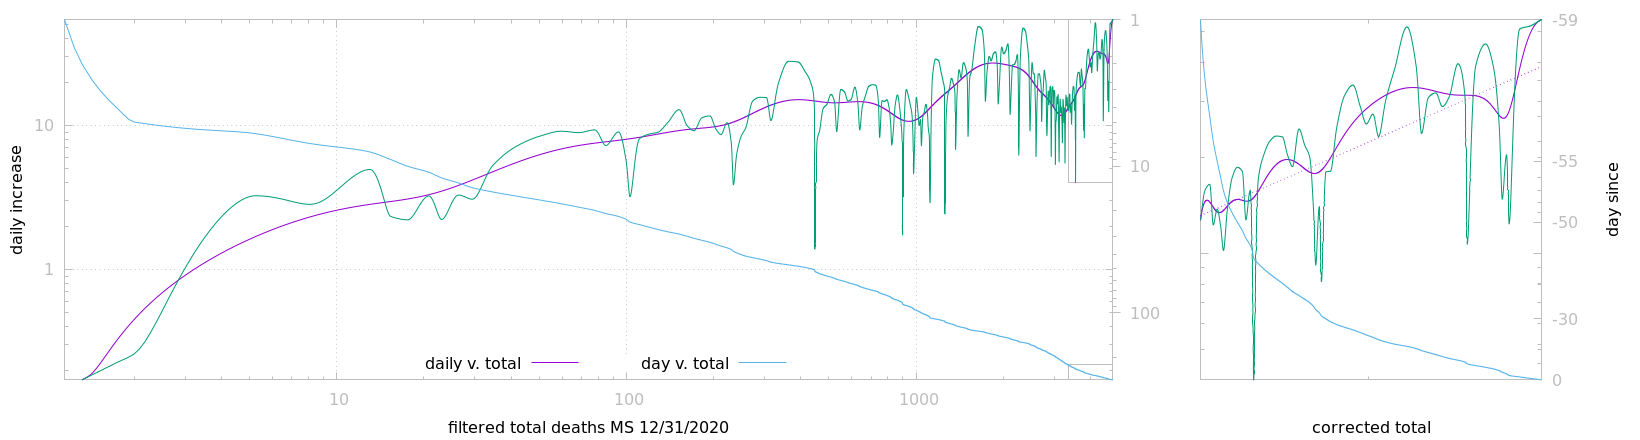 daily increase
10
1
10
100
1000
1
10
100
daily v. total
day v. total
filtered total deaths MS 12/31/2020
-59
-55
-50
-30
0
day since
corrected total